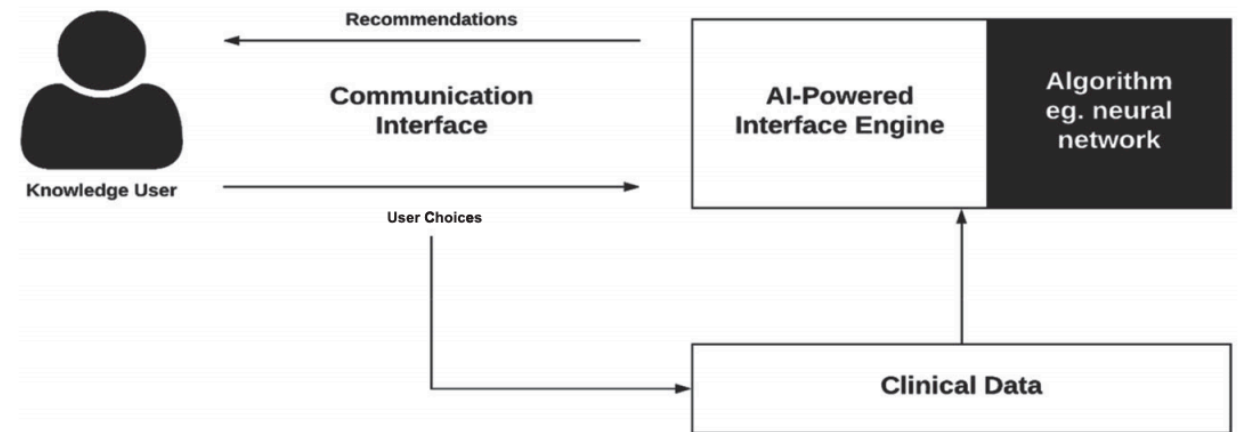 Recommendations
Communication
Interface
Knowledge User
User Choices
AI-Powered
Interface Engine
Algorithm
eg. neural
network
Clinical Data